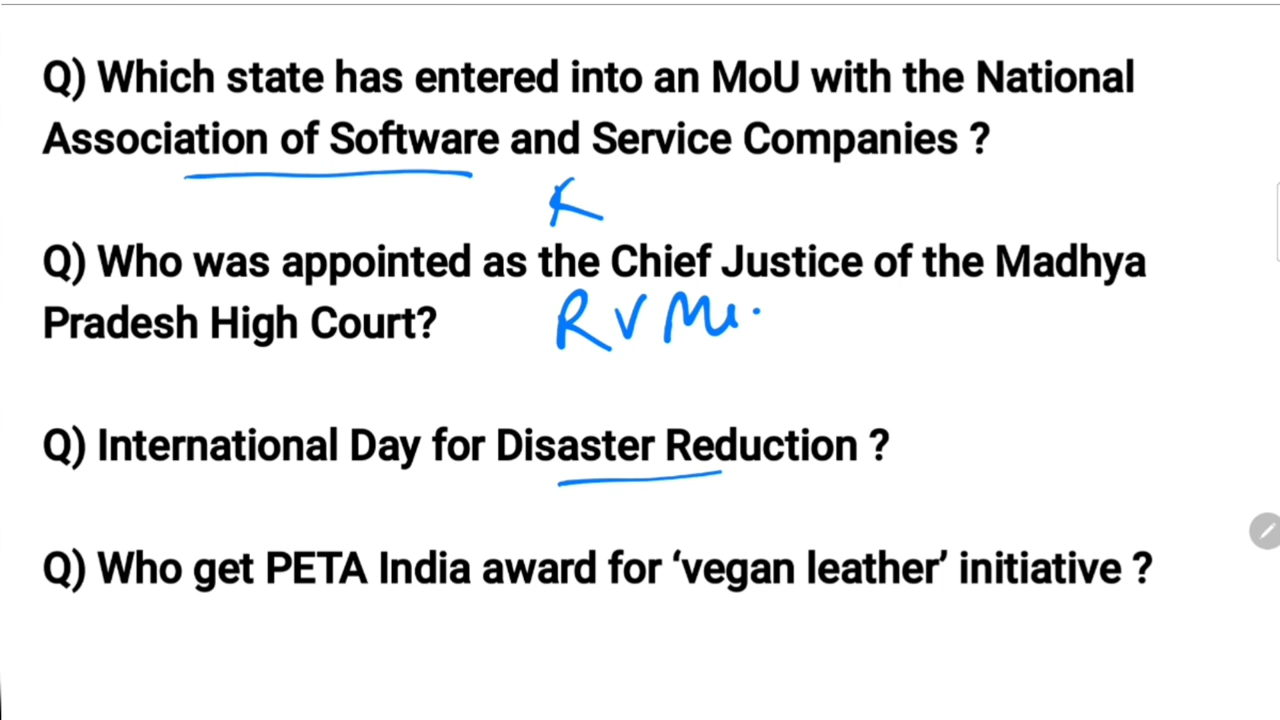 Q) Which state has entered into an MoU with the National
Association of Software and Service Companies ?
K
Q) Who was appointed as the Chief Justice of the Madhya
Pradesh High Court?
R V
Q) International Day for Disaster Reduction ?
Q) Who get PETA India award for ‘vegan leather’ initiative ?